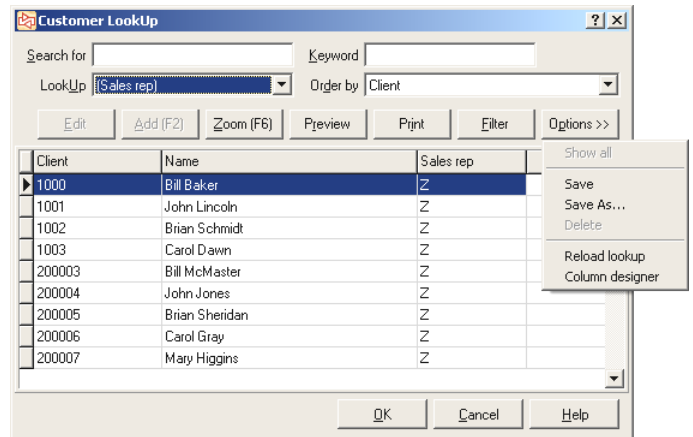 Customer LookUp
Search for Keyword
LookUp (Sales rep) Order by Client
Edit Add (F2) Zoom (F6) Preview Print Filter Options >>
Show all
Save
Save As...
Delete
Reload lookup
Column designer
Client Name Sales rep
1000 Bill Baker Z
1001 John Lincoln Z
1002 Brian Schmidt Z
1003 Carol Dawn Z
200003 Bill McMaster Z
200004 John Jones Z
200005 Brian Sheridan Z
200006 Carol Gray Z
200007 Mary Higgins Z
OK Cancel Help